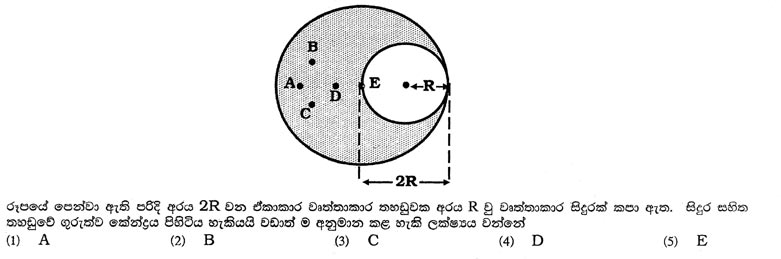 B
A
D
E
R
C
2R
රූපයේ පෙන්වා ඇති පරිදි අරය 2R වන ඒකාකාර වෘත්තාකාර තහඩුවක අරය R වු වෘත්තාකාර සිදුරක් කපා ඇත. සිදුර සහිත
තහඩුවේ ගුරුත්ව කේන්ද්‍රය පිහිටිය හැකියයි වඩාත් ම අනුමාන කළ හැකි ලක්ෂ්‍යය වන්නේ
(1) A (2) B (3) C (4) D (5) E